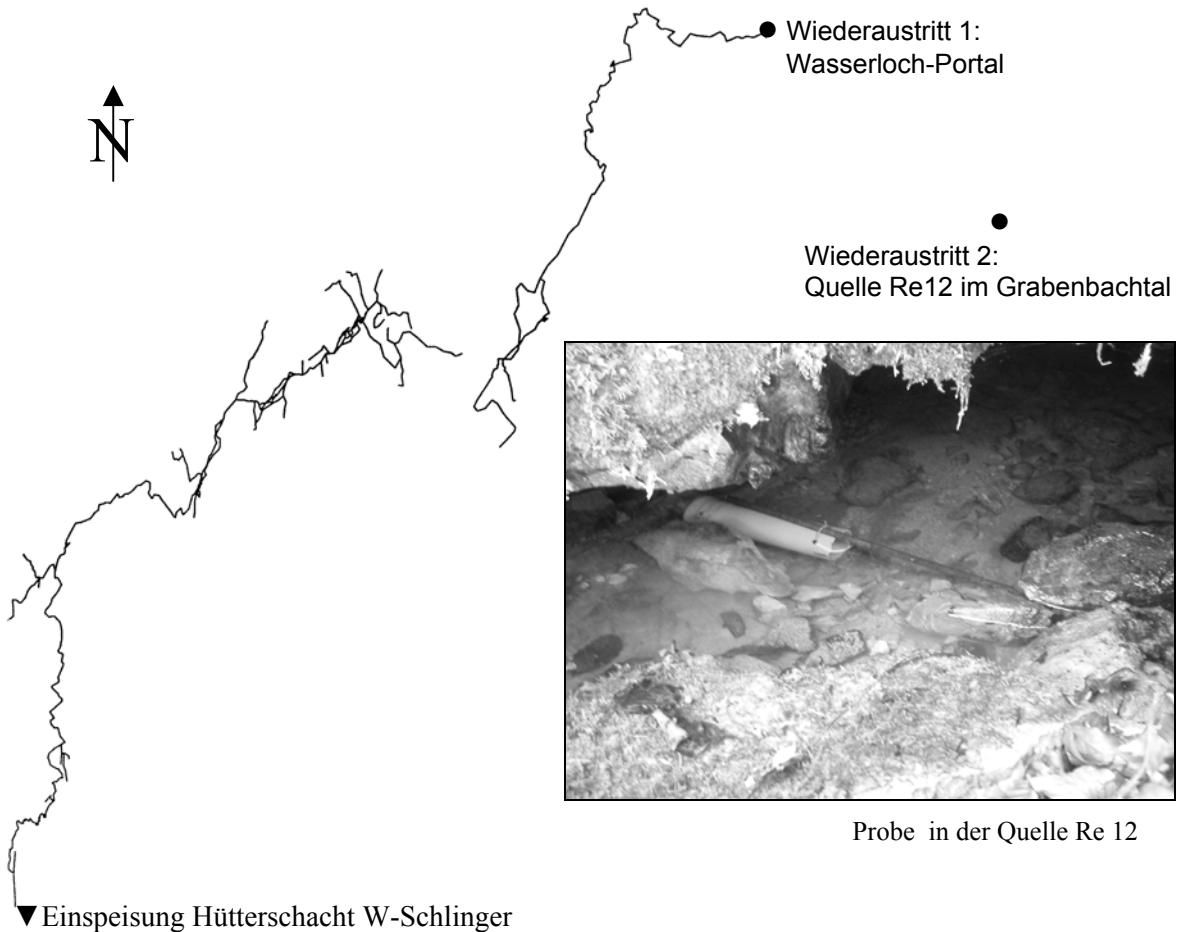 Wiederaustritt 1:
Wasserloch-Portal
N
Wiederaustritt 2:
Quelle Re12 im Grabenbachtal
Probe in der Quelle Re 12
Einspeisung Hütterschacht W-Schlinger